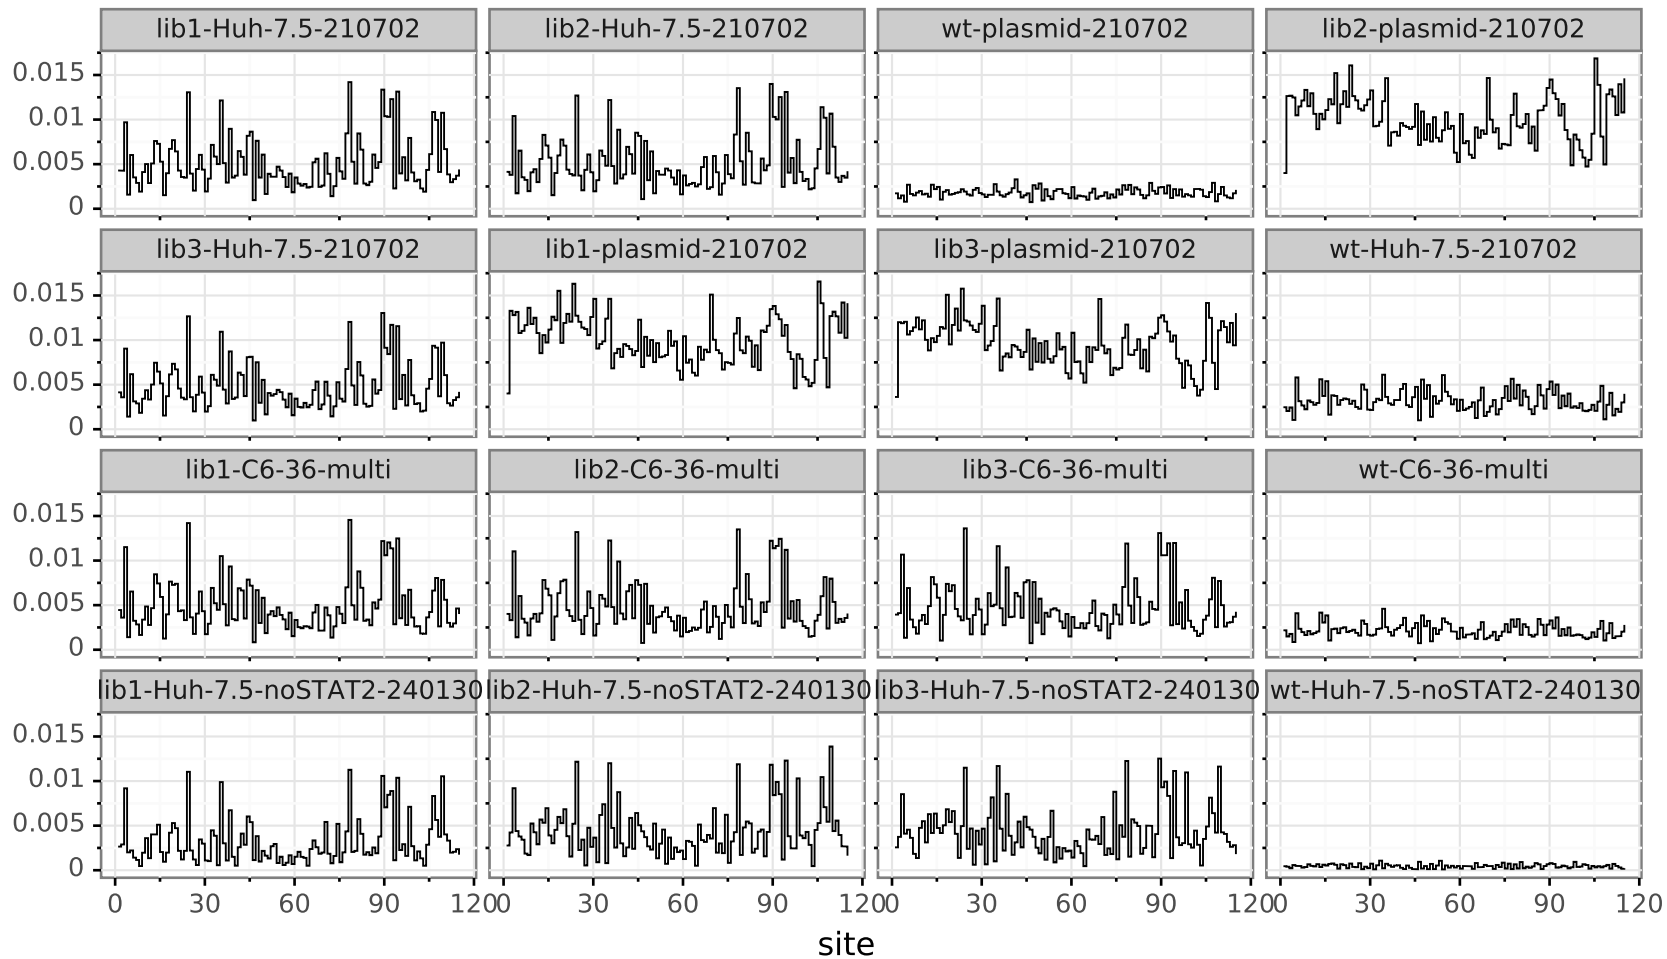 lib1-Huh-7.5-210702 lib2-Huh-7.5-210702 wt-plasmid-210702 lib2-plasmid-210702
0.015
0.01
0.005
0
lib3-Huh-7.5-210702 lib1-plasmid-210702 lib3-plasmid-210702 wt-Huh-7.5-210702
0.015
0.01
0.005
0
lib1-C6-36-multi lib2-C6-36-multi lib3-C6-36-multi wt-C6-36-multi
0.015
0.01
0.005
0
lib1-Huh-7.5-noSTAT2-240130 lib2-Huh-7.5-noSTAT2-240130 lib3-Huh-7.5-noSTAT2-240130 wt-Huh-7.5-noSTAT2-240130
0.015
0.01
0.005
0
0 30 60 90 120 0 30 60 90 120 0 30 60 90 120 0 30 60 90 120
site